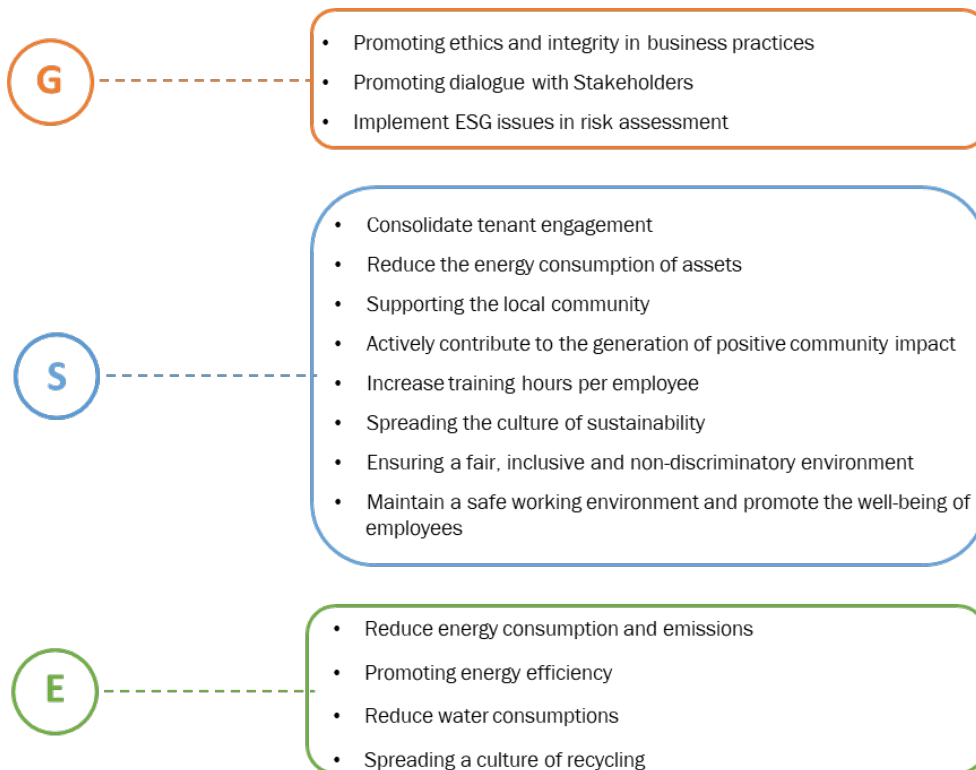 G
• Promoting ethics and integrity in business practices
• Promoting dialogue with Stakeholders
• Implement ESG issues in risk assessment
S
• Consolidate tenant engagement
• Reduce the energy consumption of assets
• Supporting the local community
• Actively contribute to the generation of positive community impact
• Increase training hours per employee
• Spreading the culture of sustainability
• Ensuring a fair, inclusive and non-discriminatory environment
• Maintain a safe working environment and promote the well-being of
employees
E
• Reduce energy consumption and emissions
• Promoting energy efficiency
• Reduce water consumptions
• Spreading a culture of recycling